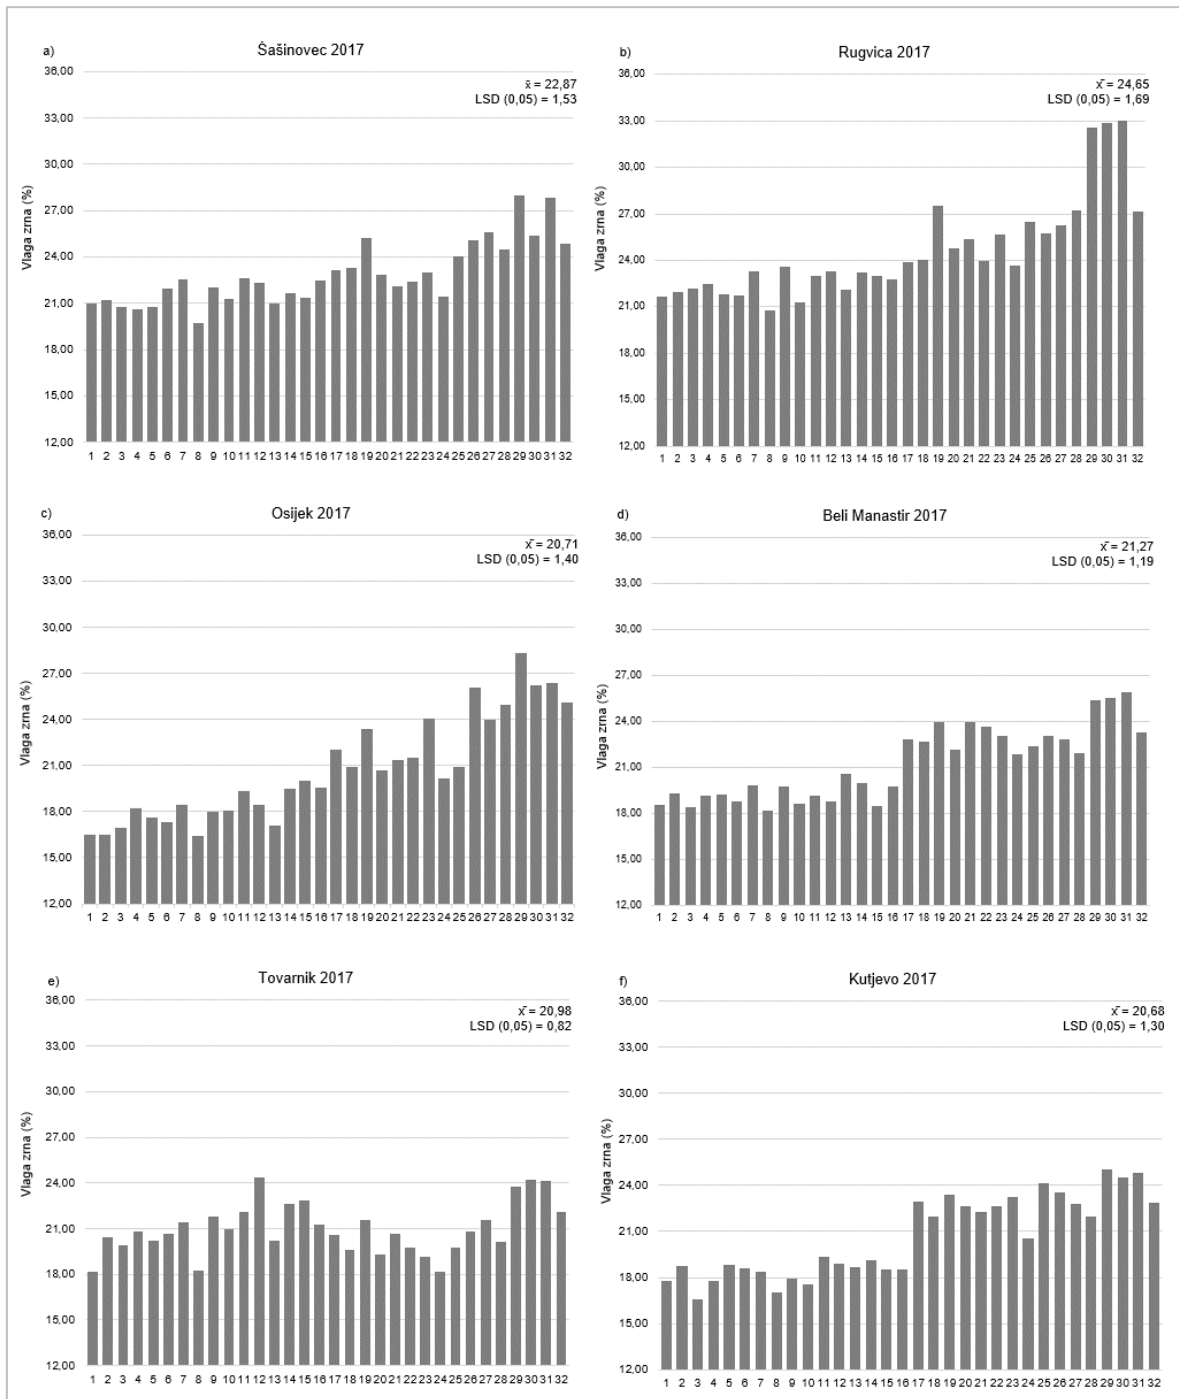 a)
Šašinovec 2017
x̄ = 22,87
LSD (0,05) = 1,53
Vlaga zrna (%)
36,00
33,00
30,00
27,00
24,00
21,00
18,00
15,00
12,00
1 2 3 4 5 6 7 8 9 10 11 12 13 14 15 16 17 18 19 20 21 22 23 24 25 26 27 28 29 30 31 32
b)
Rugvica 2017
x̄ = 24,65
LSD (0,05) = 1,69
Vlaga zrna (%)
36,00
33,00
30,00
27,00
24,00
21,00
18,00
15,00
12,00
1 2 3 4 5 6 7 8 9 10 11 12 13 14 15 16 17 18 19 20 21 22 23 24 25 26 27 28 29 30 31 32
c)
Osijek 2017
x̄ = 20,71
LSD (0,05) = 1,40
Vlaga zrna (%)
36,00
33,00
30,00
27,00
24,00
21,00
18,00
15,00
12,00
1 2 3 4 5 6 7 8 9 10 11 12 13 14 15 16 17 18 19 20 21 22 23 24 25 26 27 28 29 30 31 32
d)
Beli Manastir 2017
x̄ = 21,27
LSD (0,05) = 1,19
Vlaga zrna (%)
36,00
33,00
30,00
27,00
24,00
21,00
18,00
15,00
12,00
1 2 3 4 5 6 7 8 9 10 11 12 13 14 15 16 17 18 19 20 21 22 23 24 25 26 27 28 29 30 31 32
e)
Tovarnik 2017
x̄ = 20,98
LSD (0,05) = 0,82
Vlaga zrna (%)
36,00
33,00
30,00
27,00
24,00
21,00
18,00
15,00
12,00
1 2 3 4 5 6 7 8 9 10 11 12 13 14 15 16 17 18 19 20 21 22 23 24 25 26 27 28 29 30 31 32
f)
Kutjevo 2017
x̄ = 20,68
LSD (0,05) = 1,30
Vlaga zrna (%)
36,00
33,00
30,00
27,00
24,00
21,00
18,00
15,00
12,00
1 2 3 4 5 6 7 8 9 10 11 12 13 14 15 16 17 18 19 20 21 22 23 24 25 26 27 28 29 30 31 32